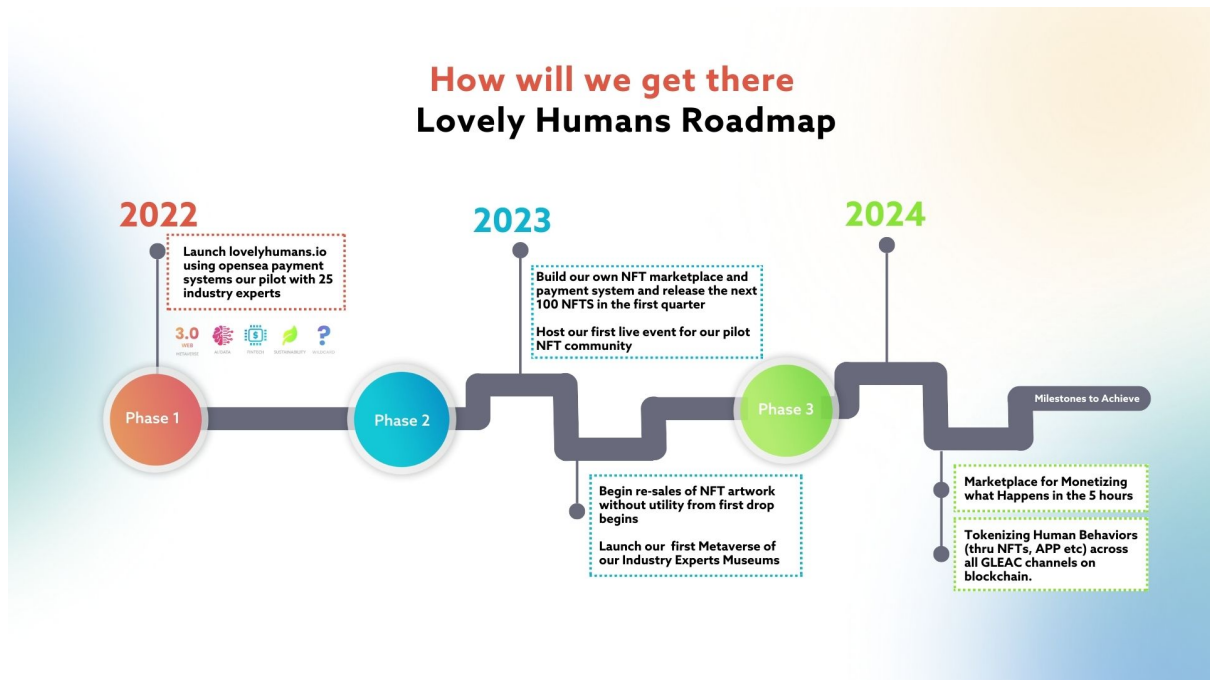 How will we get there
Lovely Humans Roadmap
2022
Launch lovelyhumans.io
using opensea payment
systems our pilot with 25
industry experts
3.0
WEB
METAVERSE
AI/DATA
FINTECH
SUSTAINABILITY
Phase 1
Phase 2
2023
Build our own NFT marketplace and
payment system and release the next
100 NFTS in the first quarter
Host our first live event for our pilot
NFT community
Begin re-sales of NFT artwork
without utility from first drop
begins
Launch our first Metaverse of
our Industry Experts Museums
Phase 3
2024
Milestones to Achieve
Marketplace for Monetizing
what Happens in the 5 hours
Tokenizing Human Behaviors
(thru NFTs, APP etc) across
all GLEAC channels on
blockchain.